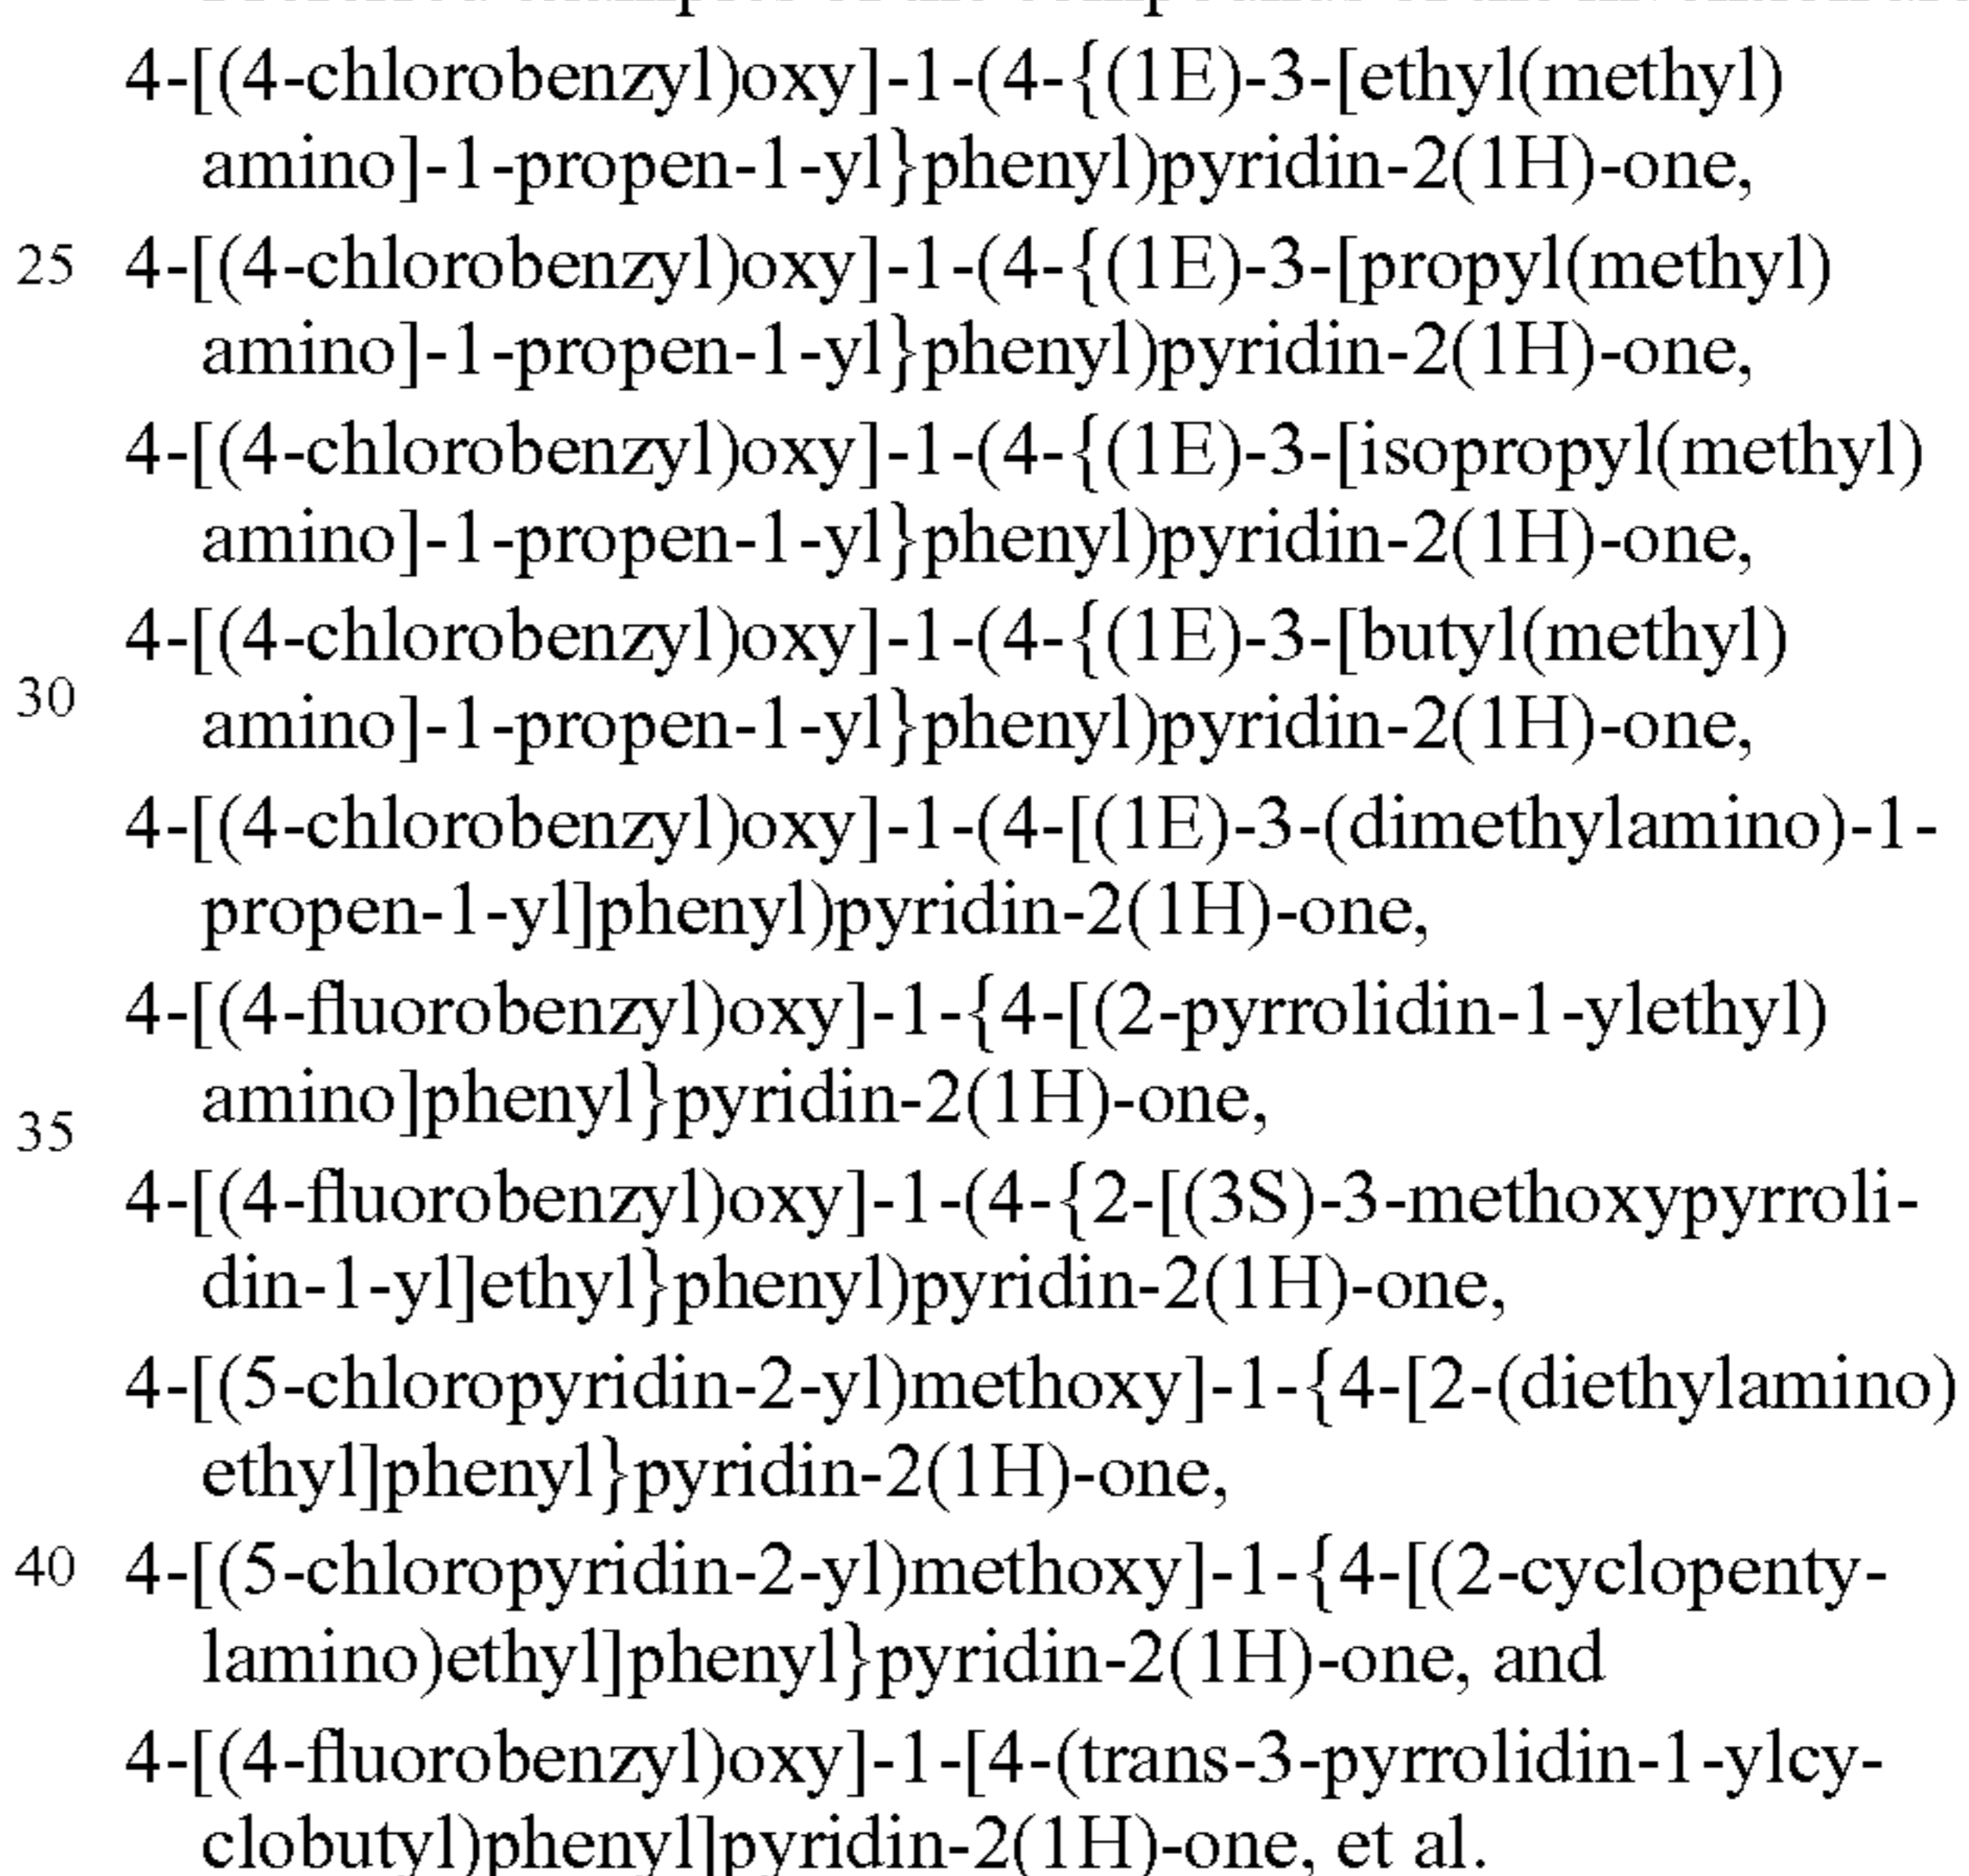 4-[(4-chlorobenzyl)oxy]-1-(4-{(1E)-3-[ethyl(methyl)
amino]-1-propen-1-yl}phenyl)pyridin-2(1H)-one,
25 4-[(4-chlorobenzyl)oxy]-1-(4-{(1E)-3-[propyl(methyl)
amino]-1-propen-1-yl}phenyl)pyridin-2(1H)-one,
4-[(4-chlorobenzyl)oxy]-1-(4-{(1E)-3-[isopropyl(methyl)
amino]-1-propen-1-yl}phenyl)pyridin-2(1H)-one,
4-[(4-chlorobenzyl)oxy]-1-(4-{(1E)-3-[butyl(methyl)
30 amino]-1-propen-1-yl}phenyl)pyridin-2(1H)-one,
4-[(4-chlorobenzyl)oxy]-1-(4-[(1E)-3-(dimethylamino)-1-
propen-1-yl]phenyl)pyridin-2(1H)-one,
4-[(4-fluorobenzyl)oxy]-1-{4-[(2-pyrrolidin-1-ylethyl)
35 amino]phenyl}pyridin-2(1H)-one,
4-[(4-fluorobenzyl)oxy]-1-(4-{2-[(3S)-3-methoxypyrroli-
din-1-yl]ethyl}phenyl)pyridin-2(1H)-one,
4-[(5-chloropyridin-2-yl)methoxy]-1-{4-[2-(diethylamino)
ethyl]phenyl}pyridin-2(1H)-one,
40 4-[(5-chloropyridin-2-yl)methoxy]-1-{4-[(2-cyclopenty-
lamino)ethyl]phenyl}pyridin-2(1H)-one, and
4-[(4-fluorobenzyl)oxy]-1-[4-(trans-3-pyrrolidin-1-ylcy-
clobutyl)phenyl]pyridin-2(1H)-one, et al.